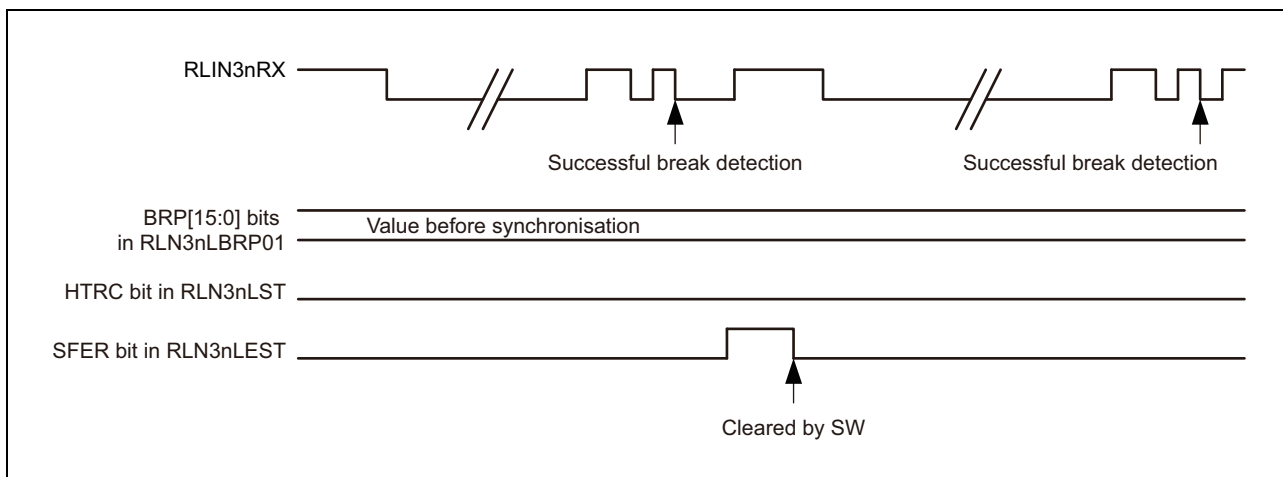 RLIN3nRX
Successful break detection
Successful break detection
BRP[15:0] bits
in RLN3nLBRP01
Value before synchronisation
HTRC bit in RLN3nLST
SFER bit in RLN3nLEST
Cleared by SW